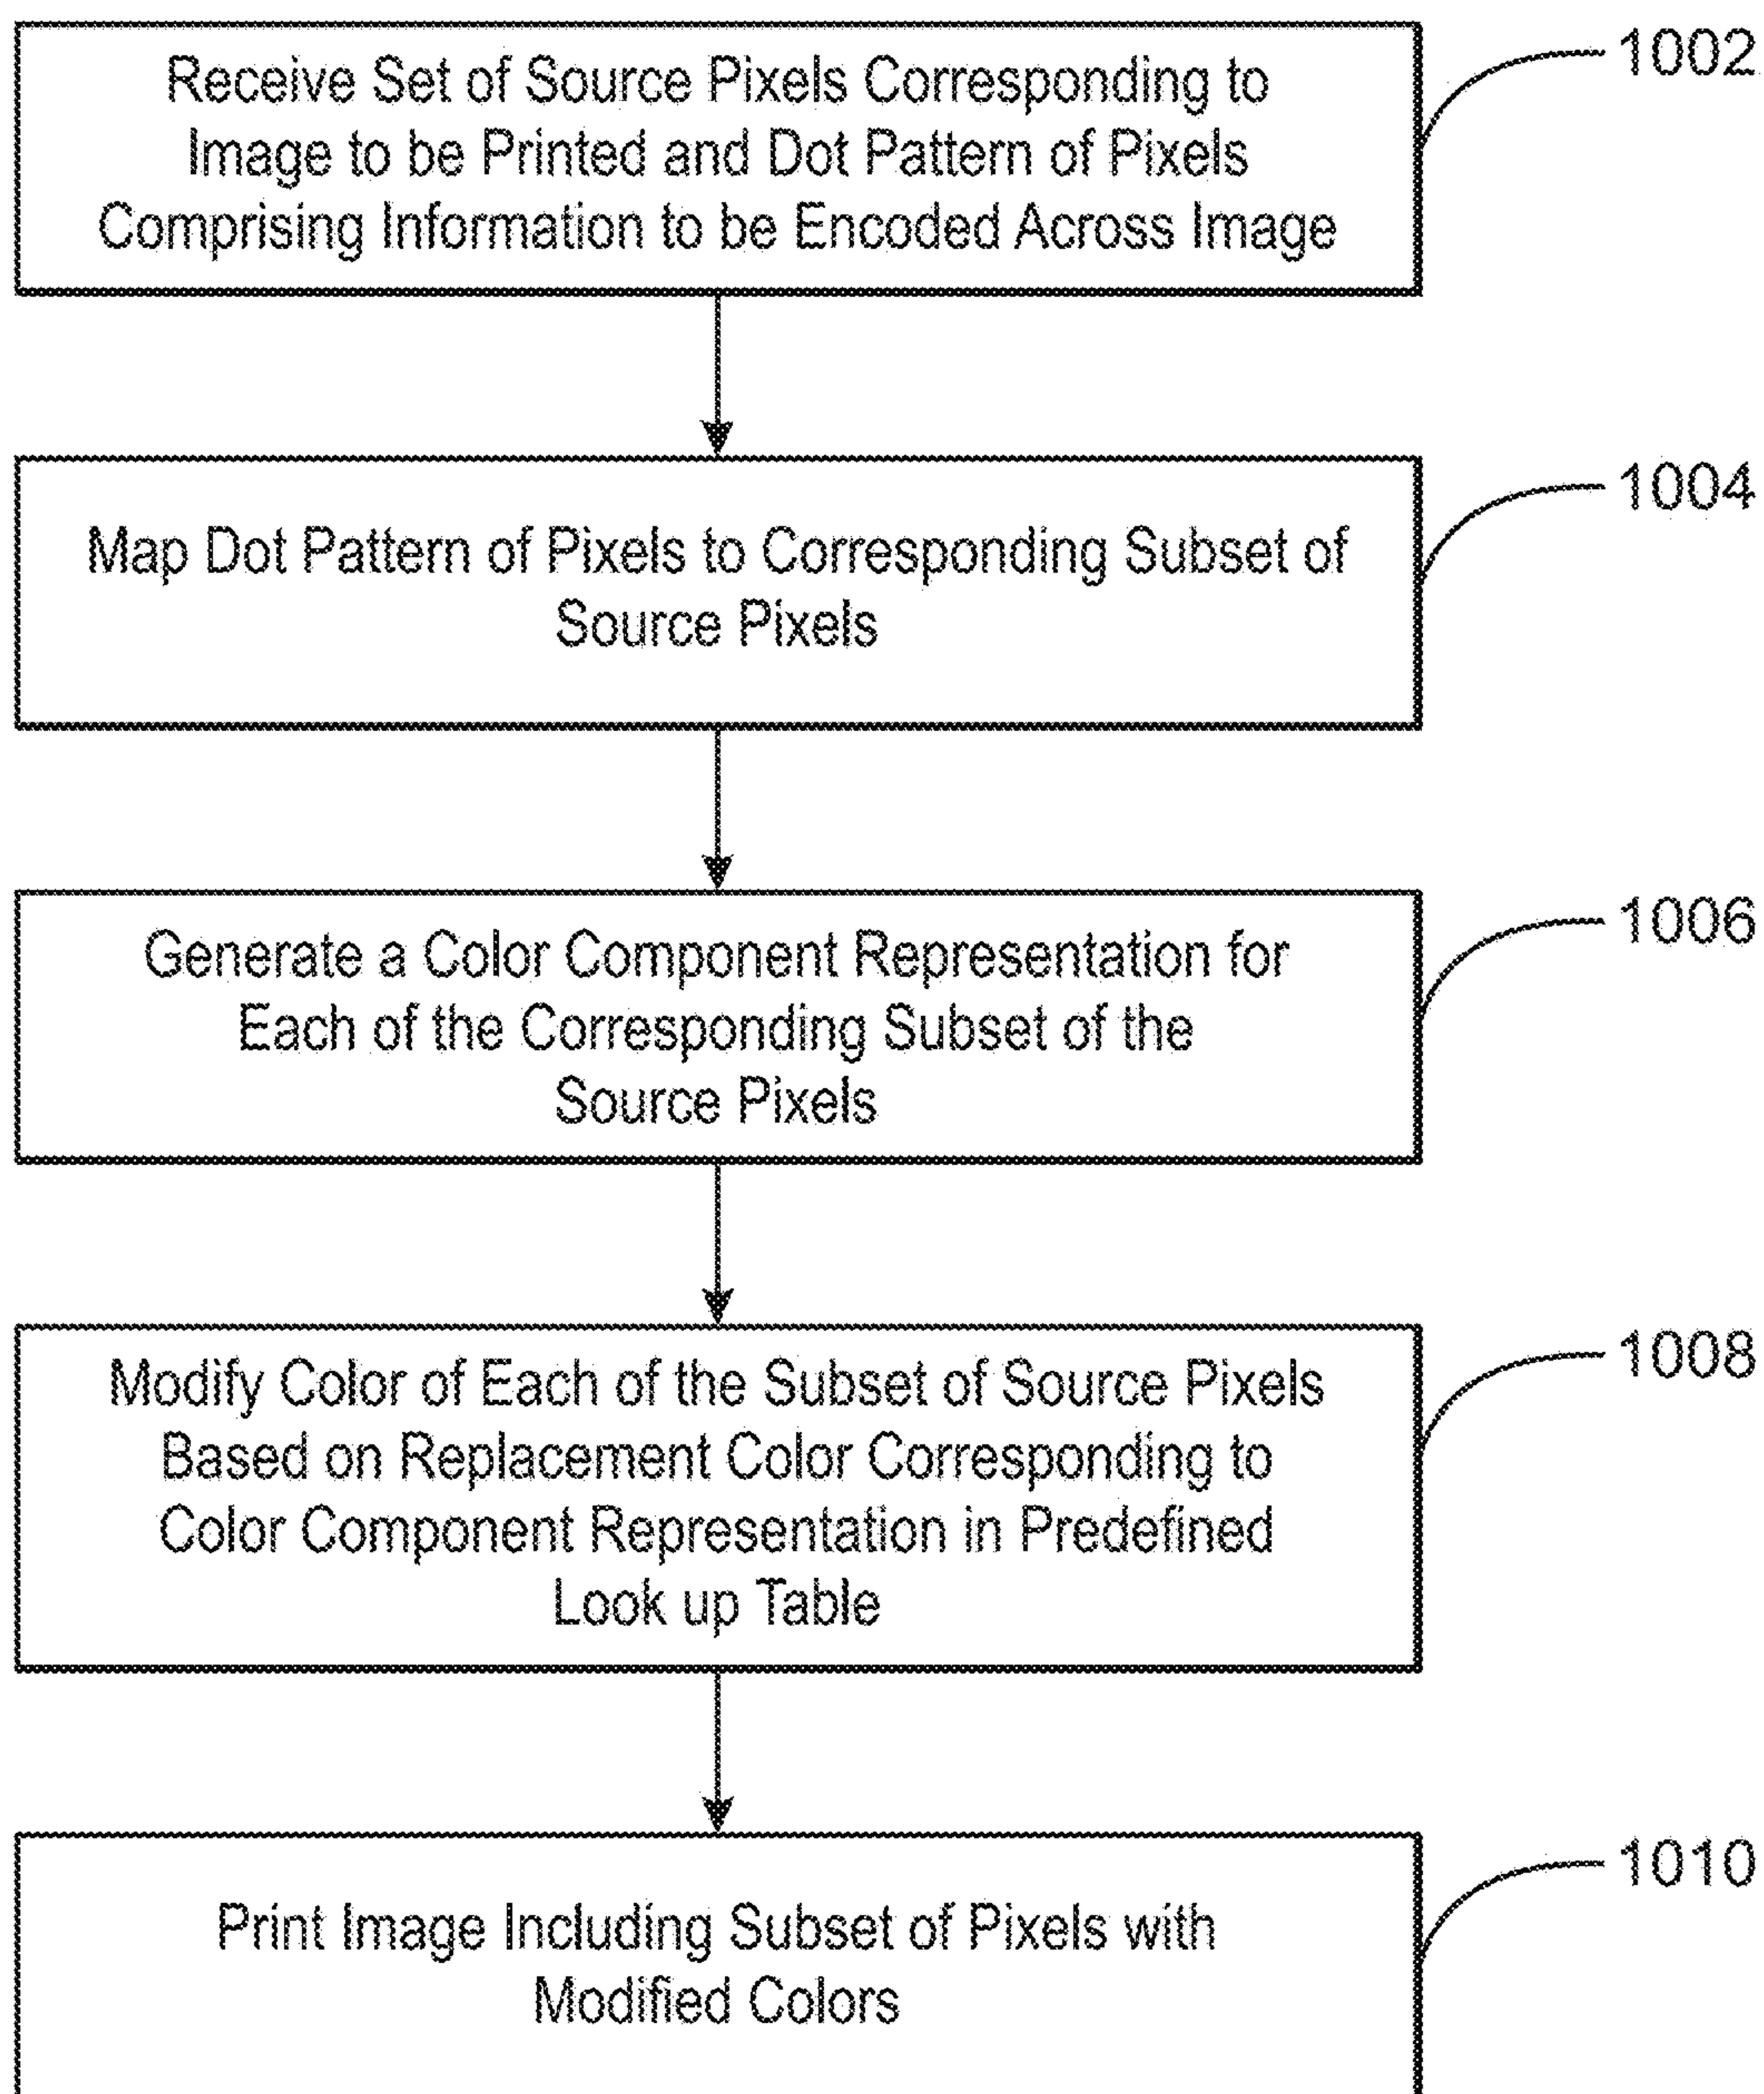 Receive Set of Source Pixels Corresponding to
Image to be Printed and Dot Pattern of Pixels
Comprising Information to be Encoded Across Image
1002
Map Dot Pattern of Pixels to Corresponding Subset of
Source Pixels
1004
Generate a Color Component Representation for
Each of the Corresponding Subset of the
Source Pixels
1006
Modify Color of Each of the Subset of Source Pixels
Based on Replacement Color Corresponding to
Color Component Representation in Predefined
Look up Table
1008
Print Image Including Subset of Pixels with
Modified Colors
1010